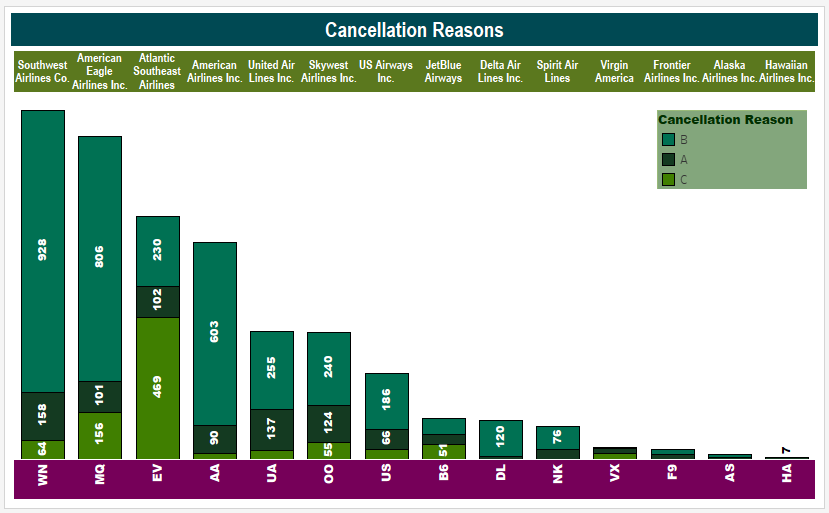 Cancellation Reasons
Southwest
Airlines Co.
American
Eagle
Airlines Inc.
Atlantic
Southeast
Airlines
American
Airlines Inc.
United Air
Lines Inc.
Skywest
Airlines Inc.
US Airways
Inc.
JetBlue
Airways
Delta Air
Lines Inc.
Spirit Air
Lines
Virgin
America
Frontier
Airlines Inc.
Alaska
Airlines Inc.
Hawaiian
Airlines Inc.
Cancellation Reason
B
A
C
928
158
64
806
101
156
230
102
469
603
90
255
137
240
124
55
186
66
51
120
76
7
WN
MQ
EV
AA
UA
OO
US
B6
DL
NK
VX
F9
AS
HA